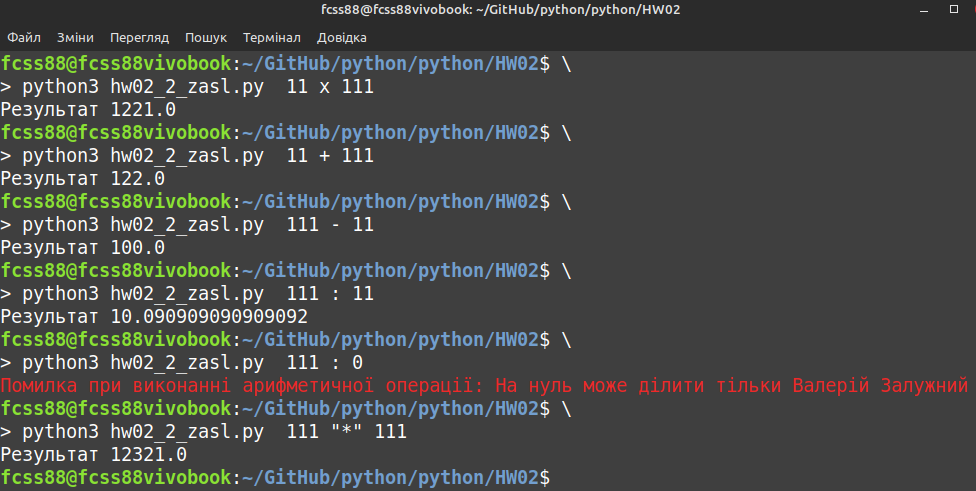 fcss88@fcss88vivobook: ~/GitHub/python/python/HW02
Файл Зміни Перегляд Пошук Термінал Довідка
fcss88@fcss88vivobook:~/GitHub/python/python/HW02$ \
> python3 hw02_2_zasl.py  11 x 111
Результат 1221.0
fcss88@fcss88vivobook:~/GitHub/python/python/HW02$ \
> python3 hw02_2_zasl.py  11 + 111
Результат 122.0
fcss88@fcss88vivobook:~/GitHub/python/python/HW02$ \
> python3 hw02_2_zasl.py  111 - 11
Результат 100.0
fcss88@fcss88vivobook:~/GitHub/python/python/HW02$ \
> python3 hw02_2_zasl.py  111 : 11
Результат 10.090909090909092
fcss88@fcss88vivobook:~/GitHub/python/python/HW02$ \
> python3 hw02_2_zasl.py  111 : 0
Помилка при виконанні арифметичної операції: На нуль може ділити тільки Валерій Залужний
fcss88@fcss88vivobook:~/GitHub/python/python/HW02$ \
> python3 hw02_2_zasl.py  111 "*" 111
Результат 12321.0
fcss88@fcss88vivobook:~/GitHub/python/python/HW02$